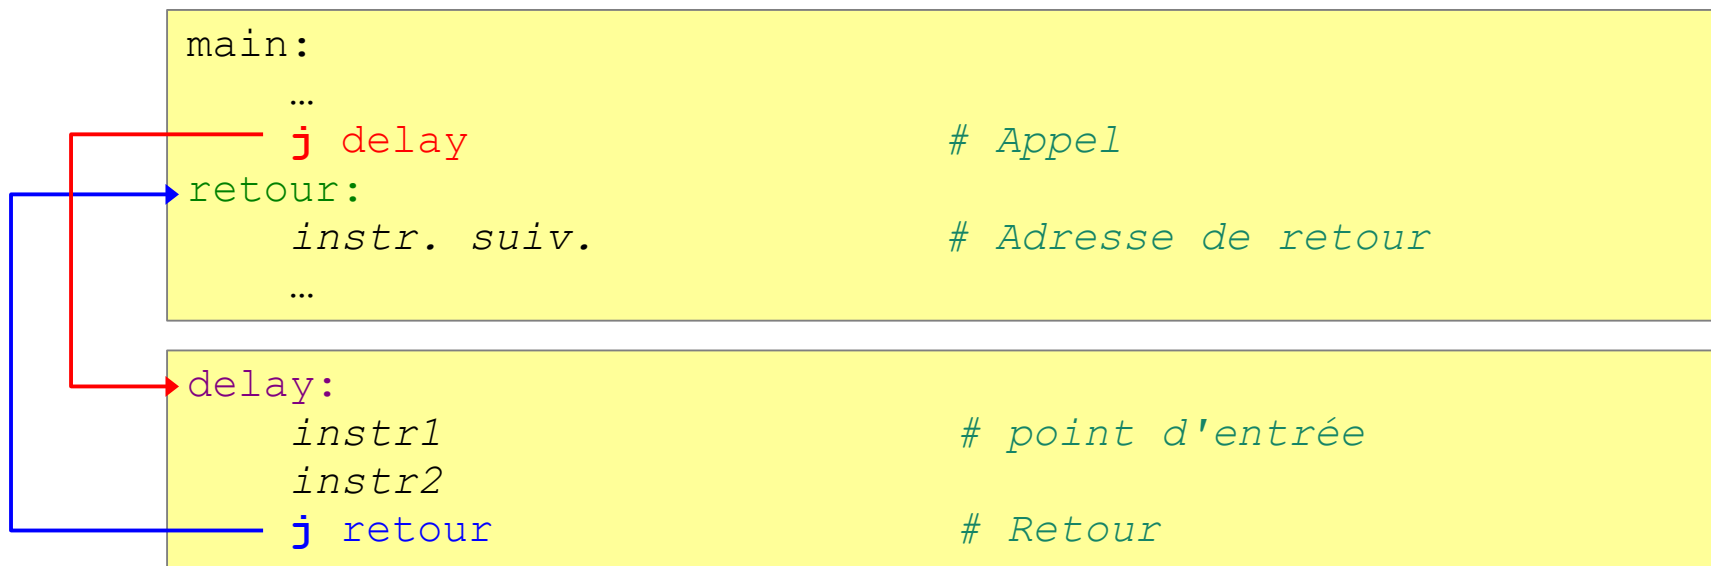 main:
…
j delay # Appel
retour:
instr. suiv. # Adresse de retour
…
delay:
instr1 # point d'entrée
instr2
j retour # Retour